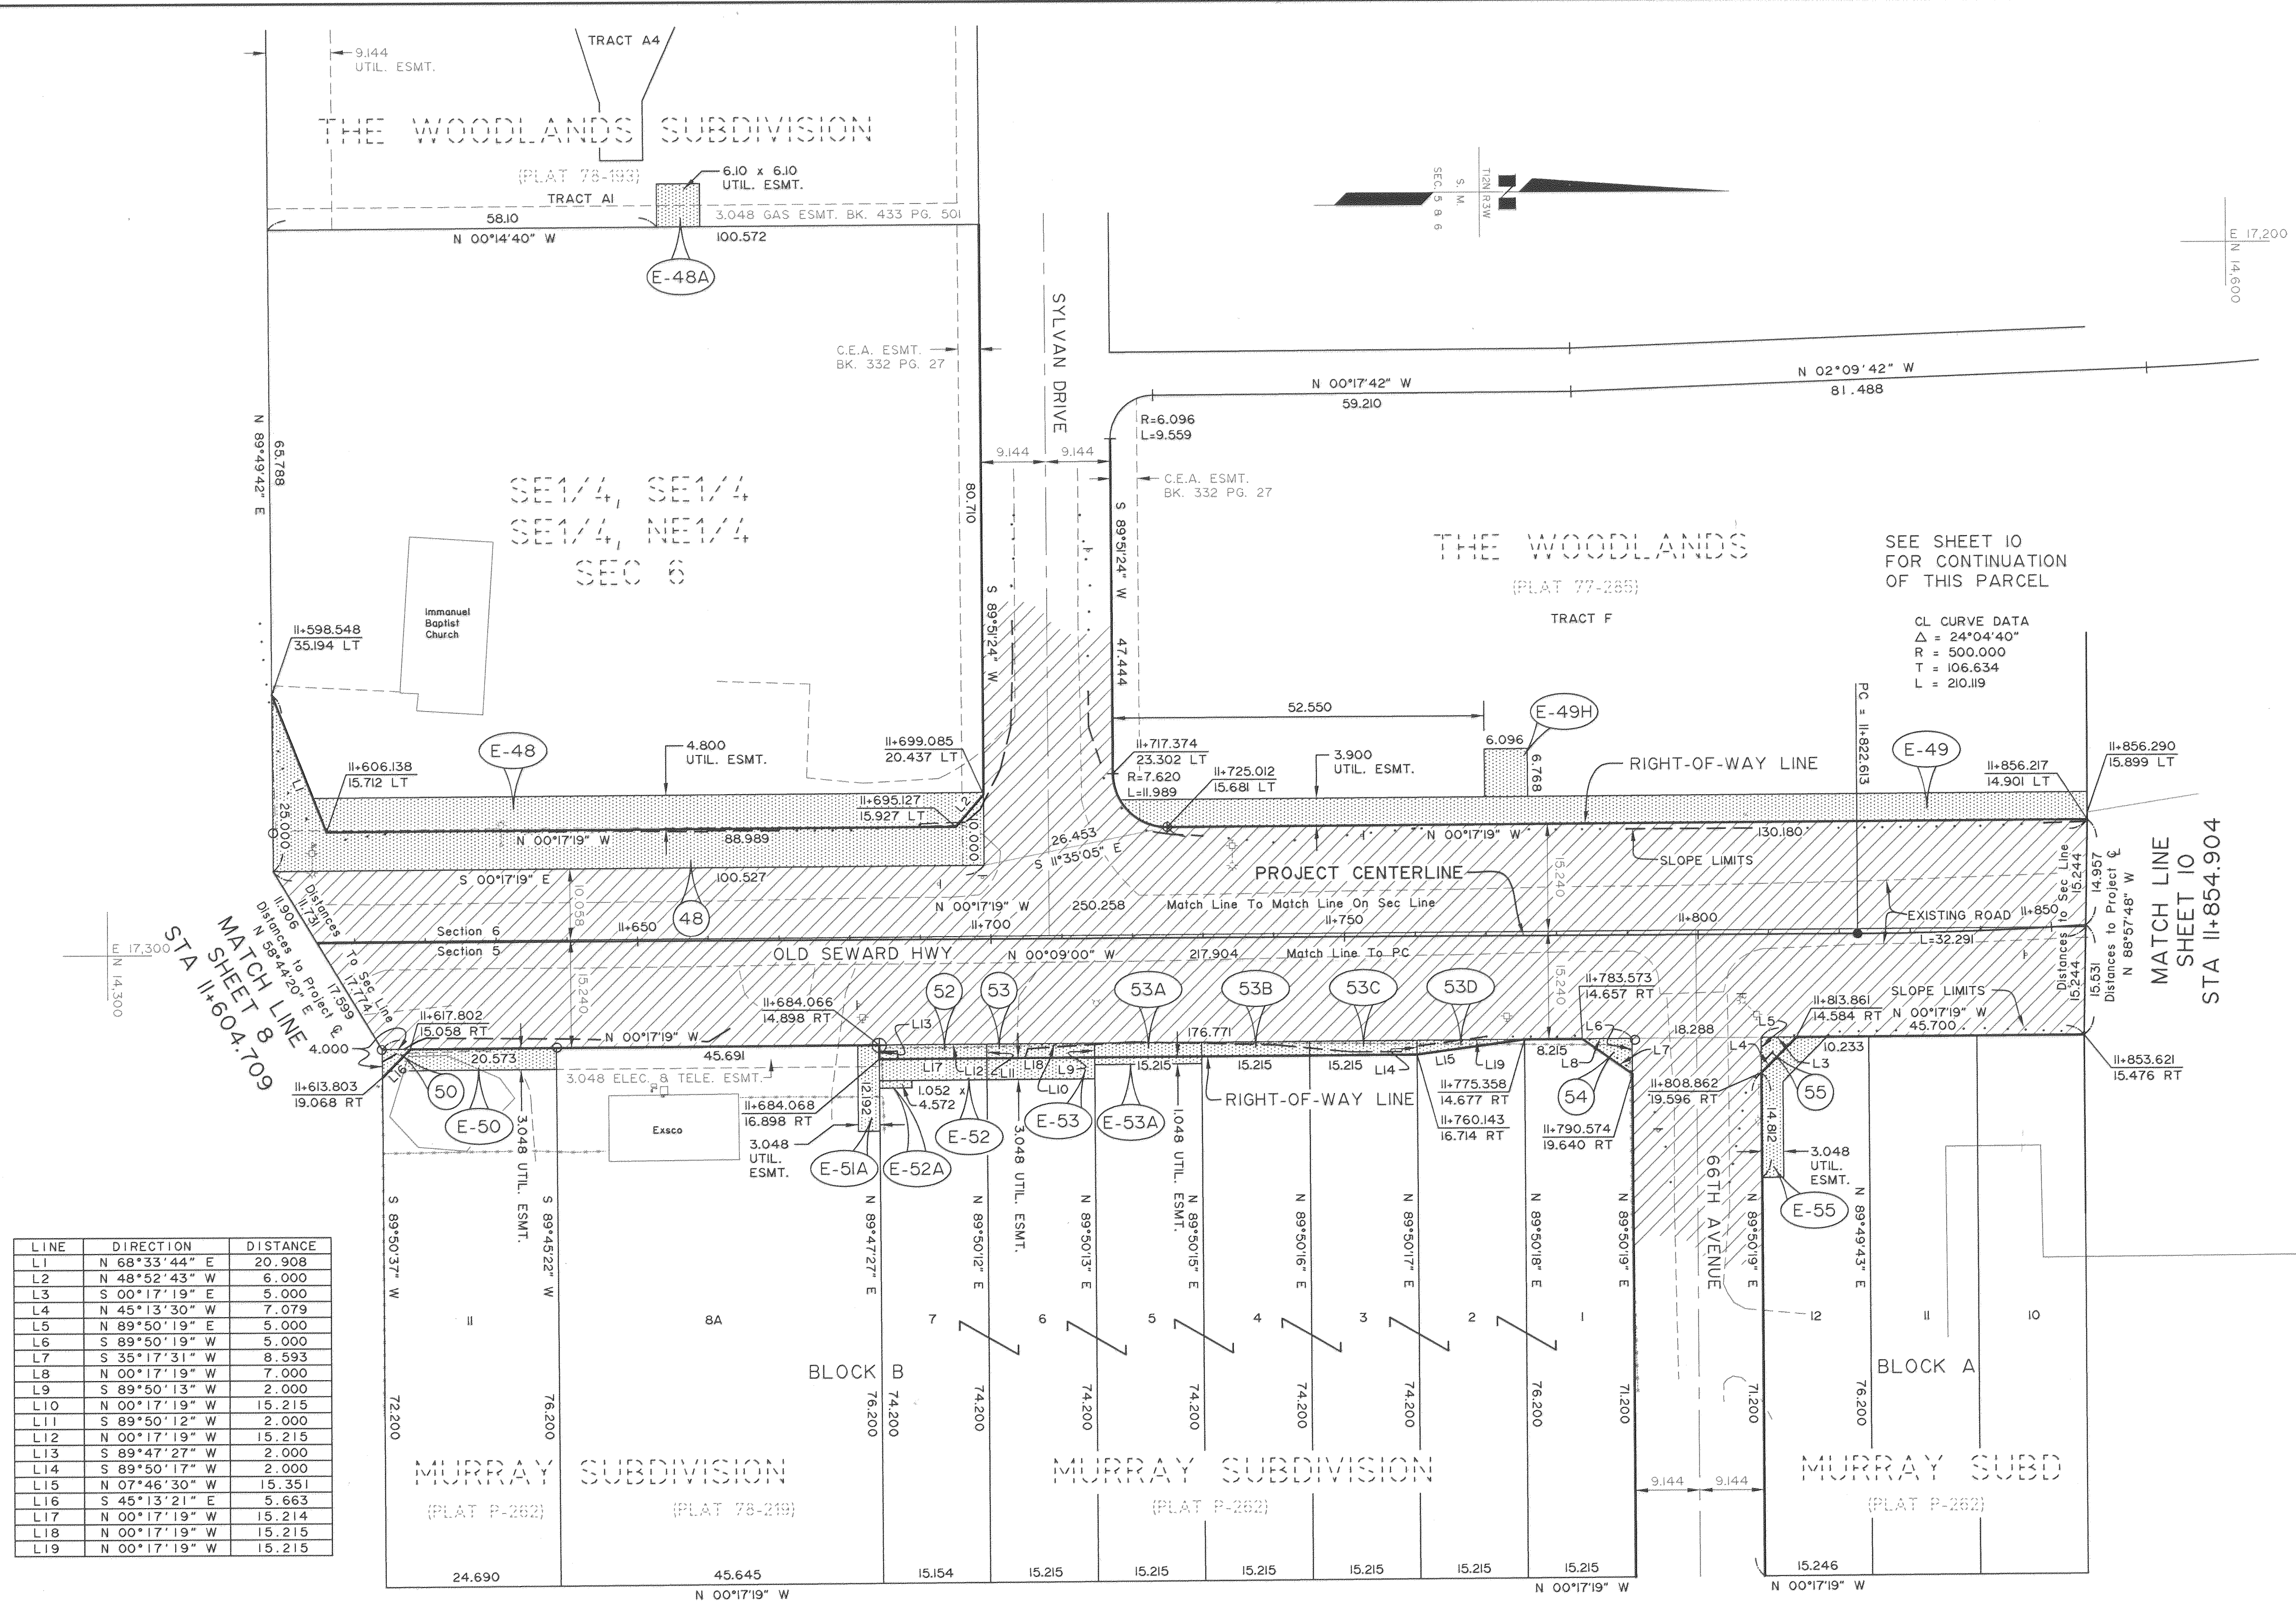 TRACT A4
9.144
UTIL. ESMT.
THE WOODLANDS SUBDIVISION
(PLAT 78-193)
TRACT A1
6.10 x 6.10
UTIL. ESMT.
58.10
3.048 GAS ESMT. BK. 433 PG. 501
N 00°14'40" W
100.572
E-48A
T12N R3W
S. M.
SEC. 5 & 6
N
E 17,200
N 14,600
SYLVAN DRIVE
C.E.A. ESMT.
BK. 332 PG. 27
N 00°17'42" W
59.210
N 02°09'42" W
81.488
R=6.096
L=9.559
9.144
9.144
C.E.A. ESMT.
BK. 332 PG. 27
N 89°49'42" E
65.788
SE1/4, SE1/4
SE1/4, NE1/4
SEC 6
80.710
S 89°51'24" W
S 89°51'24" W
47.444
THE WOODLANDS
(PLAT 77-285)
TRACT F
SEE SHEET 10
FOR CONTINUATION
OF THIS PARCEL
CL CURVE DATA
Δ = 24°04'40"
R = 500.000
T = 106.634
L = 210.119
Immanuel
Baptist
Church
11+598.548
35.194 LT
PC = 11+822.613
52.550
E-49H
6.096
6.768
E-48
4.800
UTIL. ESMT.
11+699.085
20.437 LT
11+717.374
23.302 LT
R=7.620
L=11.989
11+725.012
15.681 LT
3.900
UTIL. ESMT.
RIGHT-OF-WAY LINE
E-49
11+856.217
14.901 LT
11+856.290
15.899 LT
11+606.138
15.712 LT
L1
25.000
11+695.127
15.927 LT
L2
10.000
N 00°17'19" W
88.989
26.453
S 11°35'05" E
N 00°17'19" W
130.180
SLOPE LIMITS
S 00°17'19" E
100.527
48
10.058
15.240
PROJECT CENTERLINE
N 00°17'19" W
250.258
Match Line To Match Line On Sec Line
EXISTING ROAD
11+650
11+700
11+750
11+800
11+850
Section 6
Section 5
OLD SEWARD HWY
N 00°09'00" W
217.904
Match Line To PC
L=32.291
15.244
14.957
15.244
15.531
Distances to Sec Line
Distances to Project ℄
N 88°57'48" W
MATCH LINE
SHEET 10
STA 11+854.904
E 17,300
N 14,300
MATCH LINE
SHEET 8
STA 11+604.709
Distances To Sec Line
11.731
17.774
11.906
17.599
Distances to Project ℄
N 58°44'20" E
15.240
15.240
11+617.802
15.058 RT
N 00°17'19" W
11+684.066
14.898 RT
52
53
53A
53B
53C
53D
11+783.573
14.657 RT
11+813.861
14.584 RT
SLOPE LIMITS
N 00°17'19" W
45.700
4.000
20.573
45.691
L13
176.771
L6
18.288
L5
L16
50
11+613.803
19.068 RT
3.048 ELEC. & TELE. ESMT.
L17
L12
L11
L18
L9
L10
15.215
15.215
15.215
L14
L15
L19
8.215
L8
L7
L4
10.233
L3
11+853.621
15.476 RT
E-50
Exsco
11+684.068
16.898 RT
12.192
1.052 x
4.572
E-52
E-53
E-53A
RIGHT-OF-WAY LINE
11+775.358
14.677 RT
11+760.143
16.714 RT
54
11+790.574
19.640 RT
11+808.862
19.596 RT
55
3.048
UTIL.
ESMT.
E-51A
E-52A
3.048 UTIL. ESMT.
3.048 UTIL. ESMT.
1.048 UTIL. ESMT.
14.812
3.048
UTIL.
ESMT.
E-55
66TH AVENUE
S 89°50'37" W
S 89°45'22" W
N 89°47'27" E
N 89°50'12" E
N 89°50'13" E
N 89°50'15" E
N 89°50'16" E
N 89°50'17" E
N 89°50'18" E
N 89°50'19" E
N 89°50'19" E
N 89°49'43" E
LINE DIRECTION DISTANCE
L1 N 68°33'44" E 20.908
L2 N 48°52'43" W 6.000
L3 S 00°17'19" E 5.000
L4 N 45°13'30" W 7.079
L5 N 89°50'19" E 5.000
L6 S 89°50'19" W 5.000
L7 S 35°17'31" W 8.593
L8 N 00°17'19" W 7.000
L9 S 89°50'13" W 2.000
L10 N 00°17'19" W 15.215
L11 S 89°50'12" W 2.000
L12 N 00°17'19" W 15.215
L13 S 89°47'27" W 2.000
L14 S 89°50'17" W 2.000
L15 N 07°46'30" W 15.351
L16 S 45°13'21" E 5.663
L17 N 00°17'19" W 15.214
L18 N 00°17'19" W 15.215
L19 N 00°17'19" W 15.215
11
8A
7
6
5
4
3
2
1
12
11
10
BLOCK B
BLOCK A
72.200
76.200
76.200
74.200
74.200
74.200
74.200
74.200
74.200
76.200
71.200
71.200
76.200
MURRAY SUBDIVISION
(PLAT P-262)
(PLAT 78-219)
MURRAY SUBDIVISION
(PLAT P-262)
9.144
9.144
MURRAY SUBD
(PLAT P-262)
24.690
45.645
15.154
15.215
15.215
15.215
15.215
15.215
15.215
15.246
N 00°17'19" W
N 00°17'19" W
N 00°17'19" W